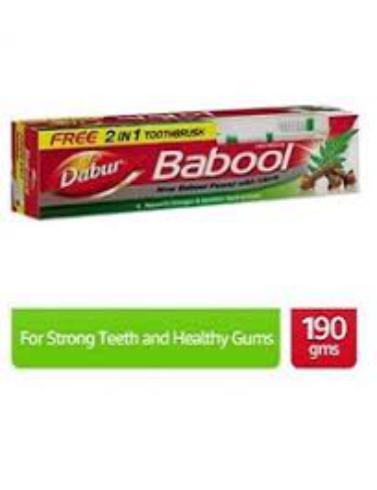 FREE 2 IN 1 TOOTHBRUSH
Dabur
Babool
For Strong Teeth and Healthy Gums
190
gms